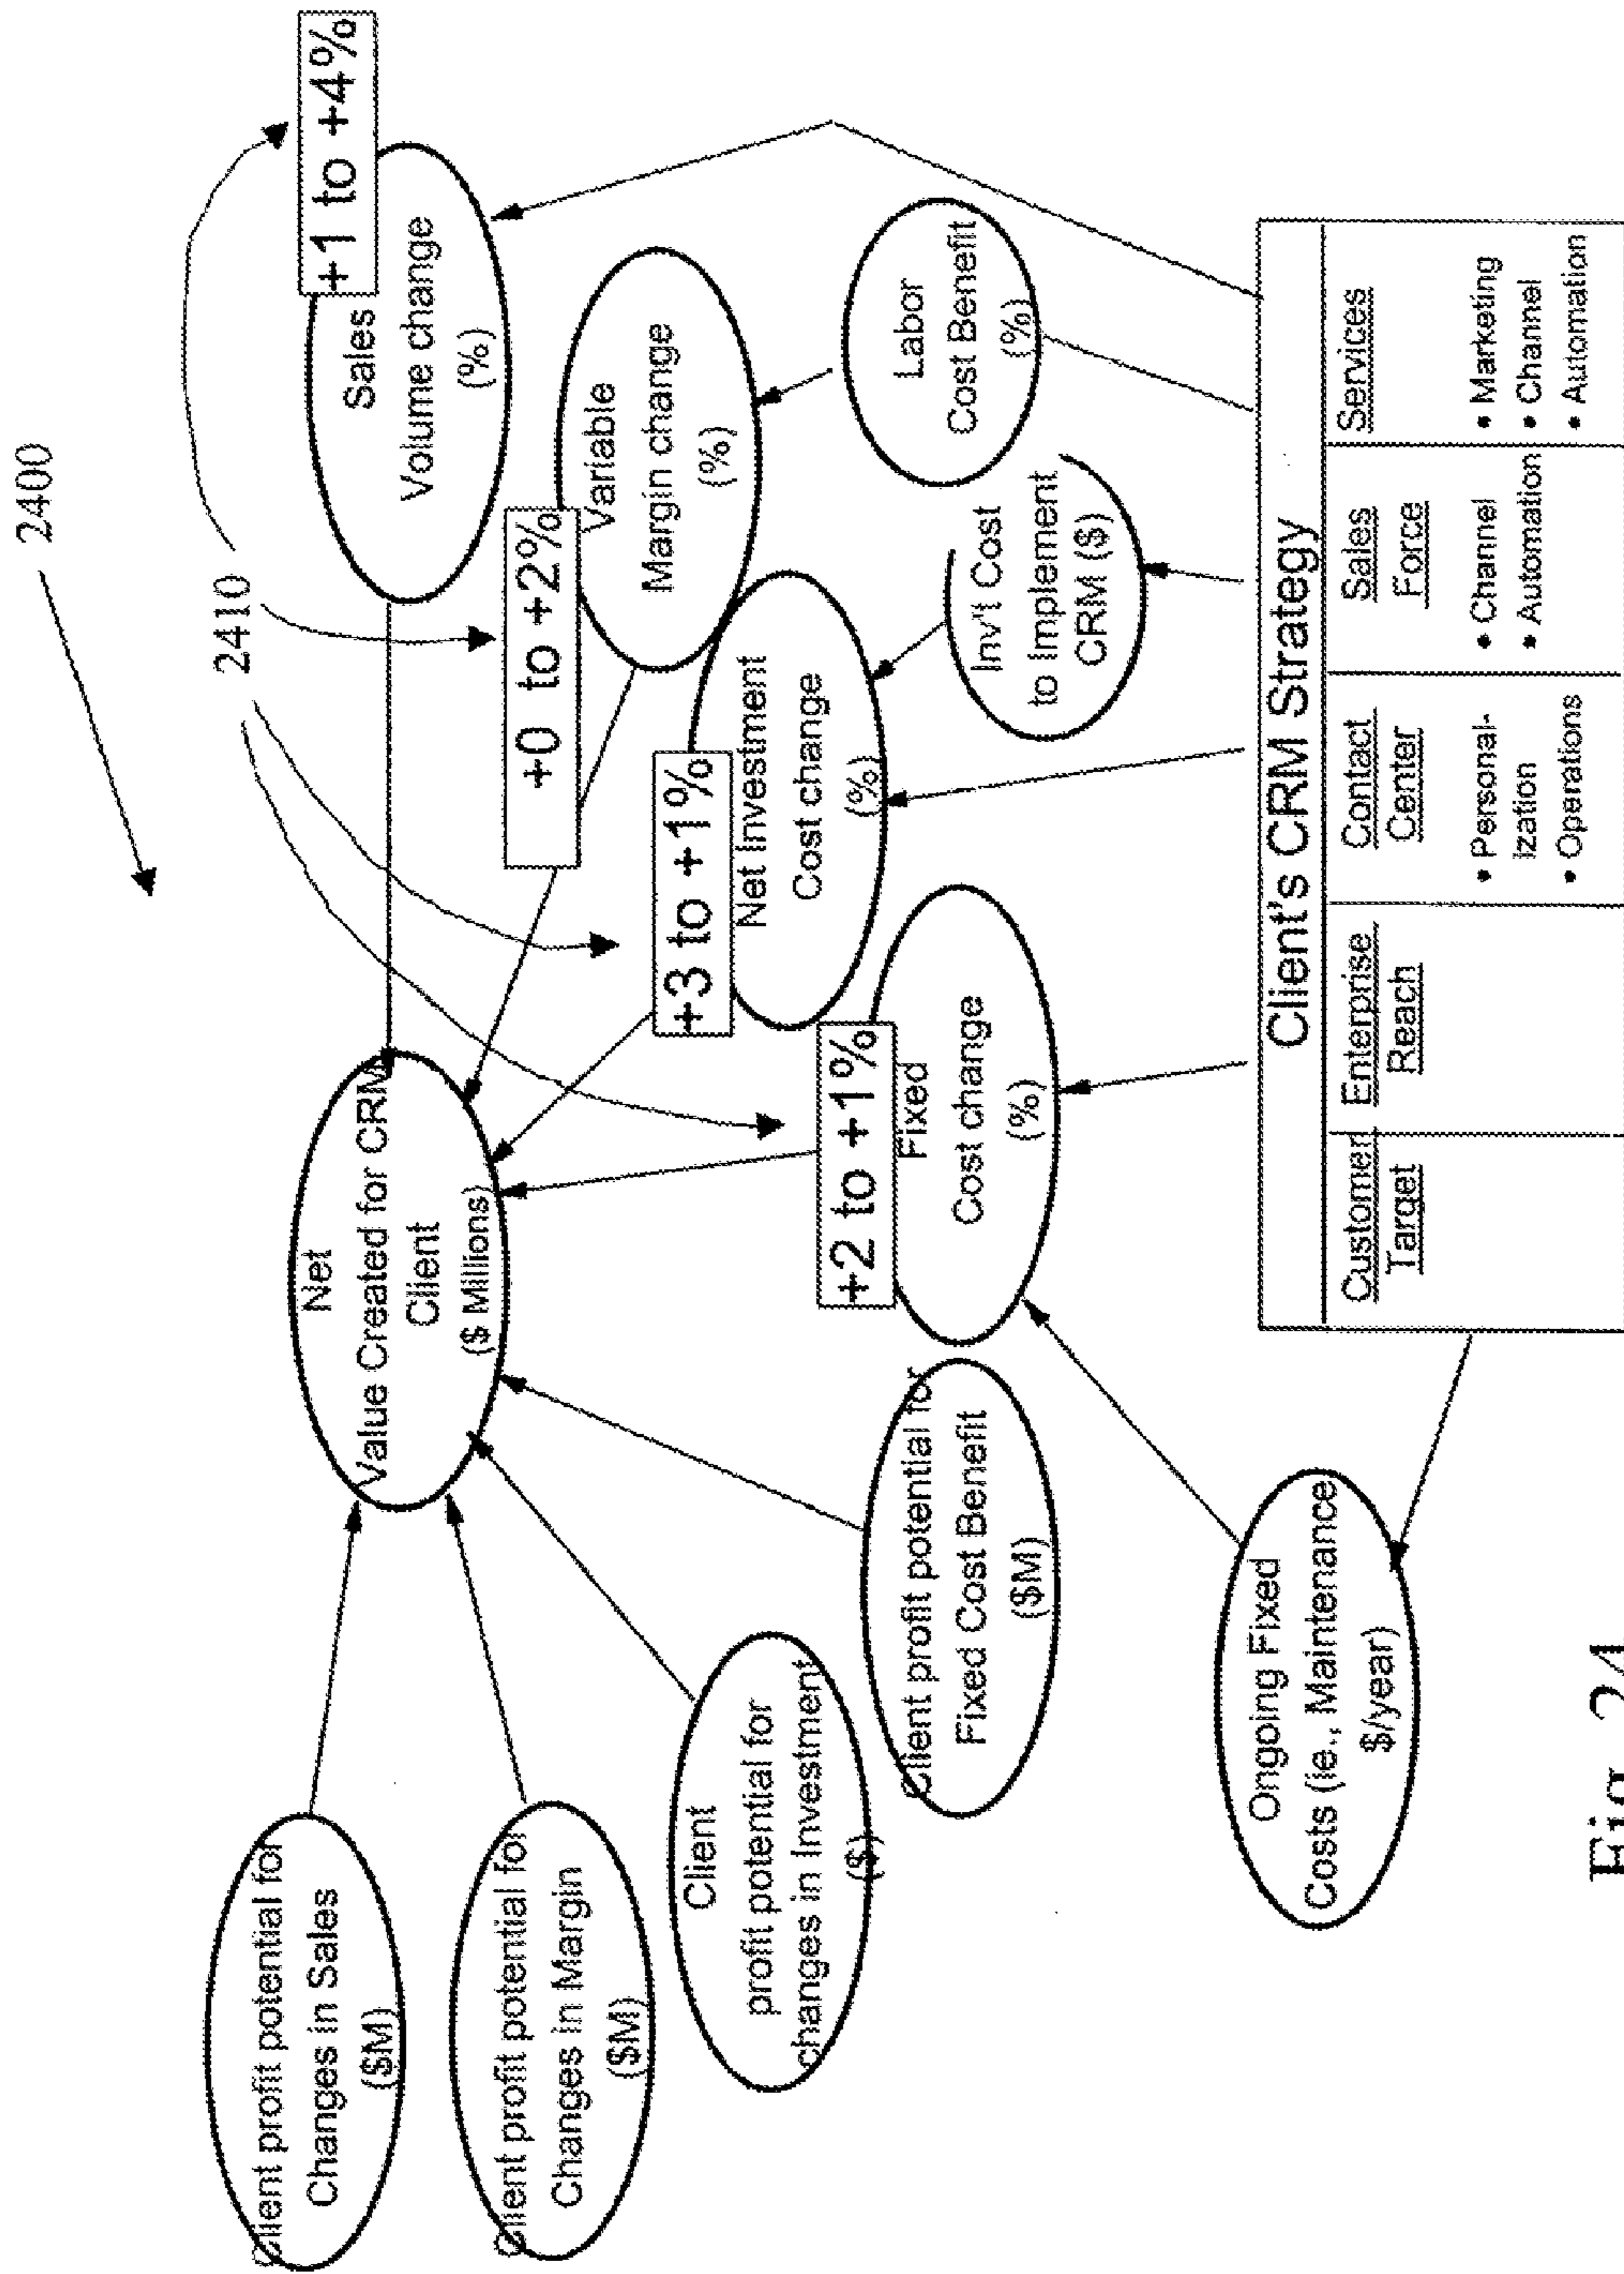 2400
2410
Client profit potential for
Changes in Sales
($M)
Client profit potential for
Changes in Margin
($M)
Client
profit potential for
changes in Investment
($)
Client profit potential for
Fixed Cost Benefit
($M)
Ongoing Fixed
Costs (ie., Maintenance
$/year)
Net
Value Created for CRM
Client
($ Millions)
+1 to +4%
Sales
Volume change
(%)
+0 to +2%
Variable
Margin change
(%)
+3 to +1%
Net Investment
Cost change
(%)
+2 to +1%
Fixed
Cost change
(%)
Labor
Cost Benefit
(%)
Inv't Cost
to Implement
CRM ($)
Client's CRM Strategy
Customer
Target
Enterprise
Reach
Contact
Center
• Personal-
ization
• Operations
Sales
Force
• Channel
• Automation
Services
• Marketing
• Channel
• Automation
Fig. 24